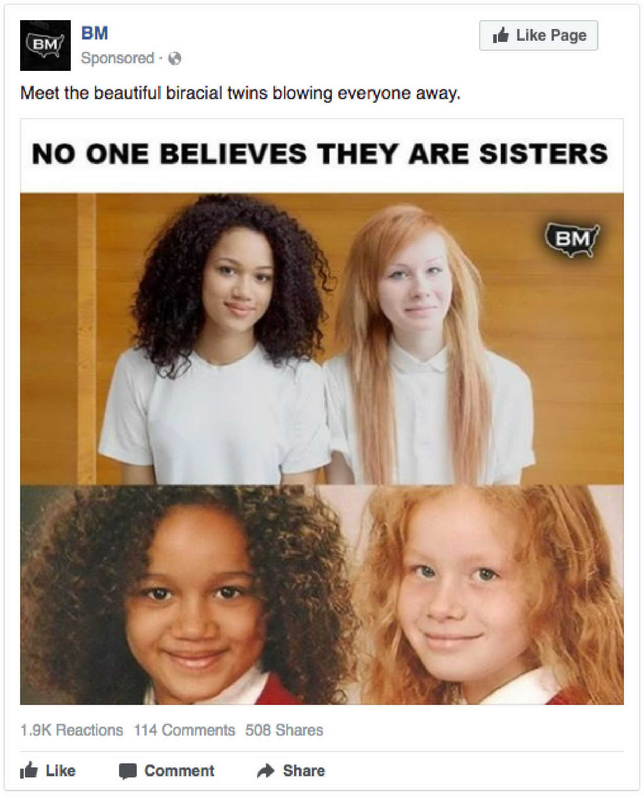 BM
BM
Like Page
Sponsored ·
Meet the beautiful biracial twins blowing everyone away.
NO ONE BELIEVES THEY ARE SISTERS
BM
1.9K Reactions 114 Comments 508 Shares
Like Comment Share